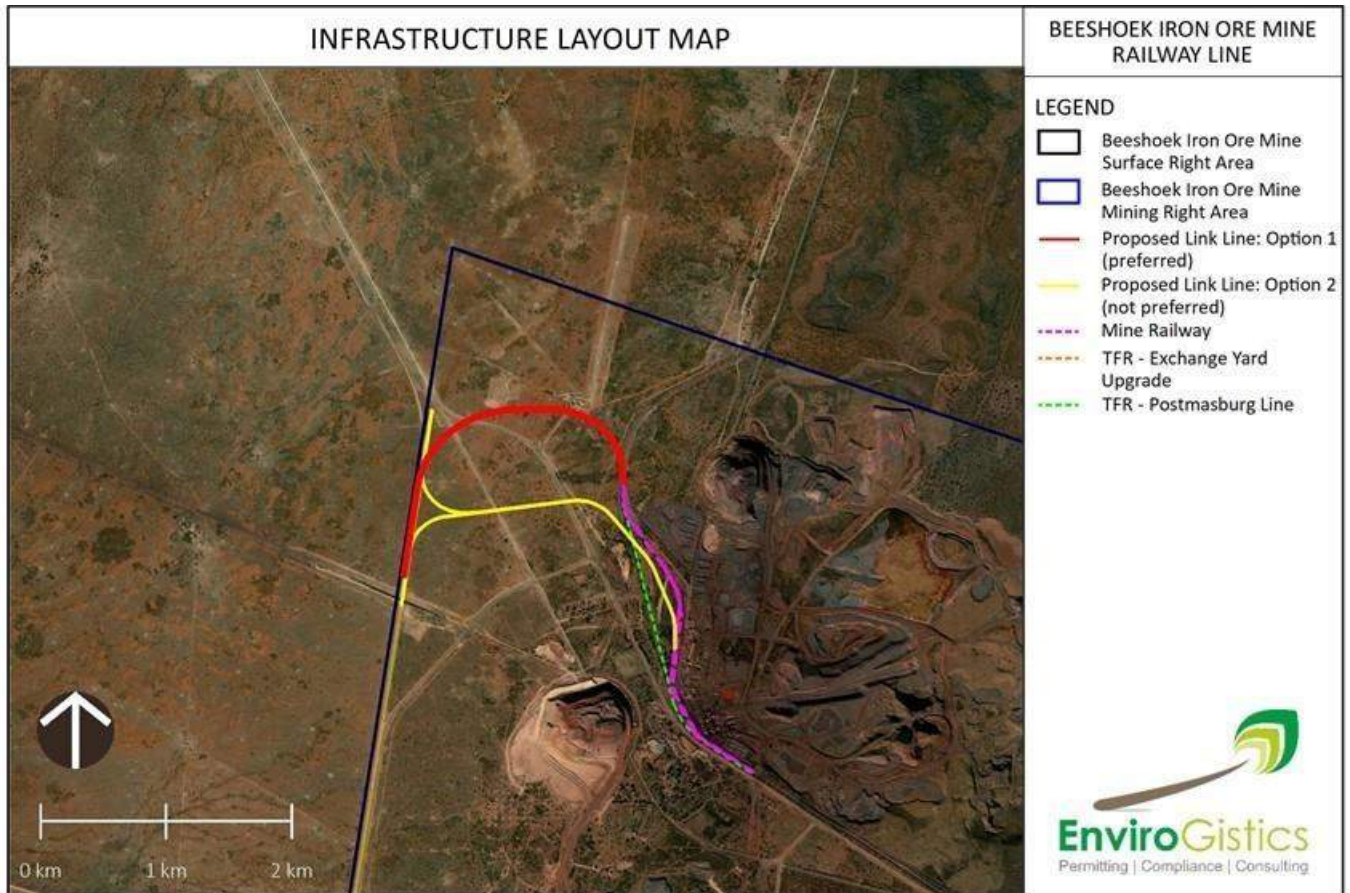 INFRASTRUCTURE LAYOUT MAP
BEESHOEK IRON ORE MINE
RAILWAY LINE
LEGEND
Beeshoek Iron Ore Mine
Surface Right Area
Beeshoek Iron Ore Mine
Mining Right Area
Proposed Link Line: Option 1
(preferred)
Proposed Link Line: Option 2
(not preferred)
Mine Railway
TFR - Exchange Yard
Upgrade
TFR - Postmasburg Line
0 km 1 km 2 km
EnviroGistics
Permitting | Compliance | Consulting